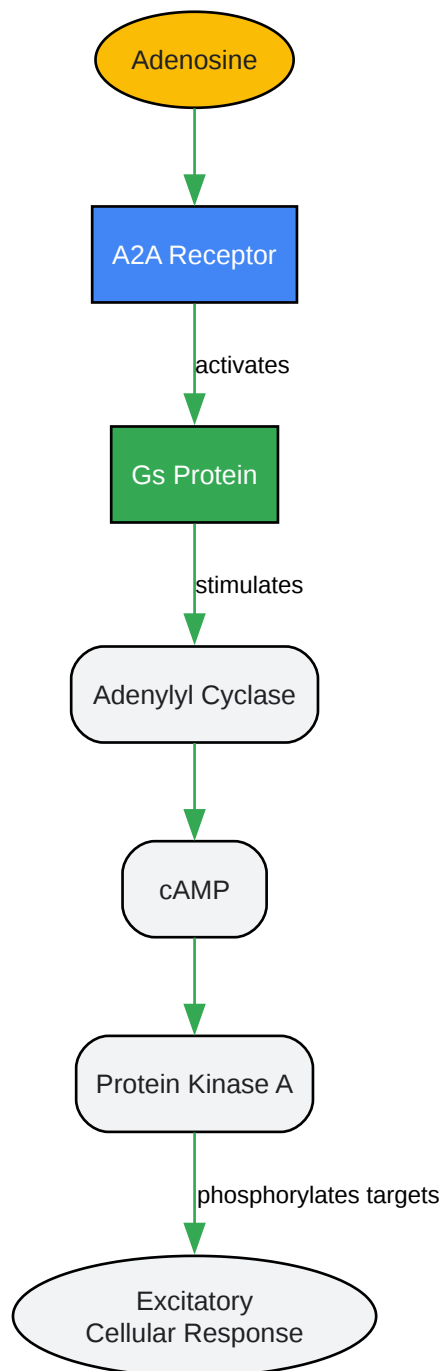 Adenosine
A2A Receptor
activates
Gs Protein
stimulates
Adenylyl Cyclase
cAMP
Protein Kinase A
phosphorylates targets
Excitatory
Cellular Response